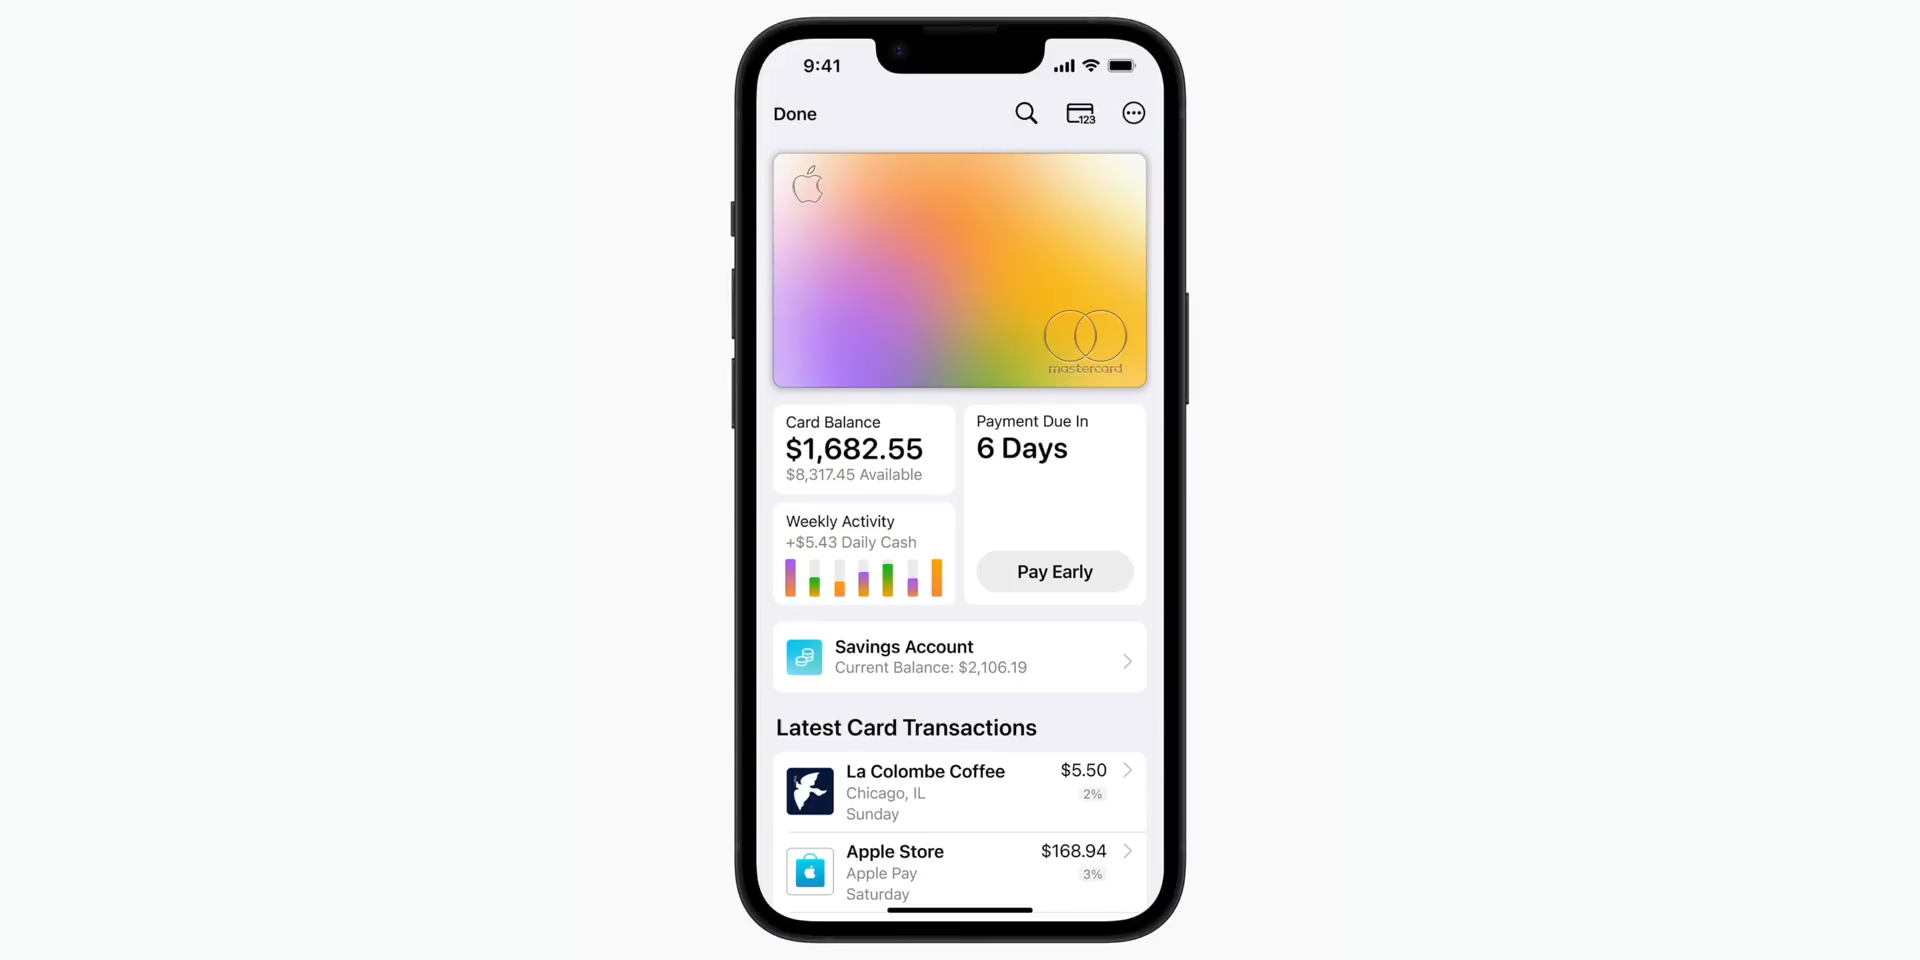 9:41
Done
123
mastercard
Card Balance
$1,682.55
$8,317.45 Available
Payment Due In
6 Days
Weekly Activity
+$5.43 Daily Cash
Pay Early
Savings Account
Current Balance: $2,106.19
Latest Card Transactions
La Colombe Coffee
$5.50
Chicago, IL
2%
Sunday
Apple Store
$168.94
Apple Pay
3%
Saturday